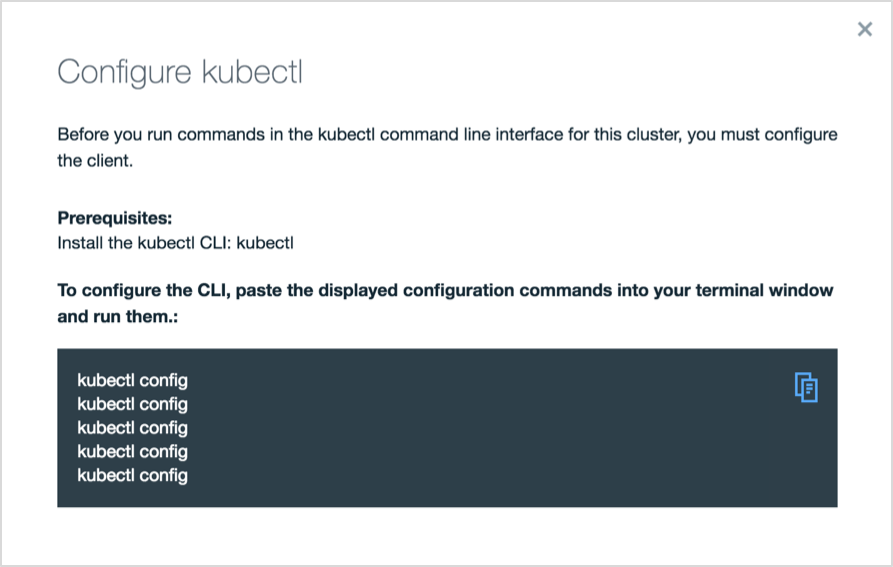 Configure kubectl
Before you run commands in the kubectl command line interface for this cluster, you must configure
the client.
Prerequisites:
Install the kubectl CLI: kubectl
To configure the CLI, paste the displayed configuration commands into your terminal window
and run them.:
kubectl config
kubectl config
kubectl config
kubectl config
kubectl config